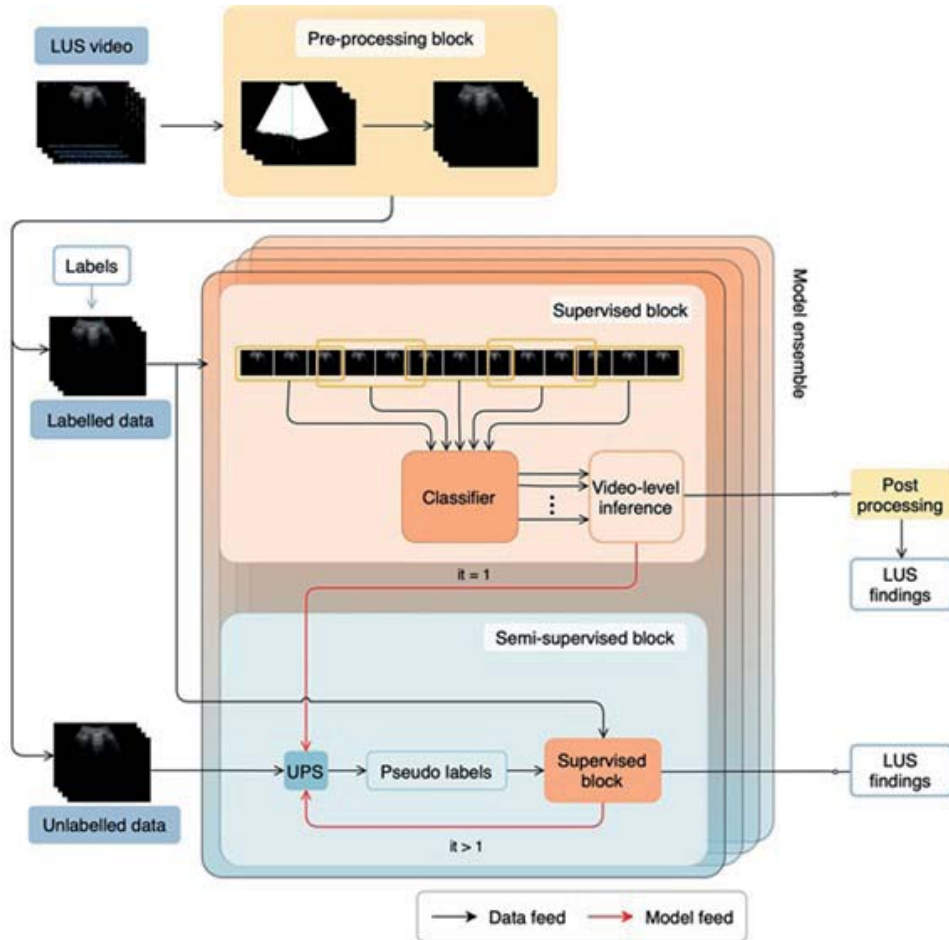 LUS video
Pre-processing block
Labels
Labelled data
Model ensemble
Supervised block
Classifier
Video-level
inference
Post
processing
it = 1
LUS
findings
Semi-supervised block
UPS
Pseudo labels
Supervised
block
LUS
findings
Unlabelled data
it > 1
Data feed
Model feed